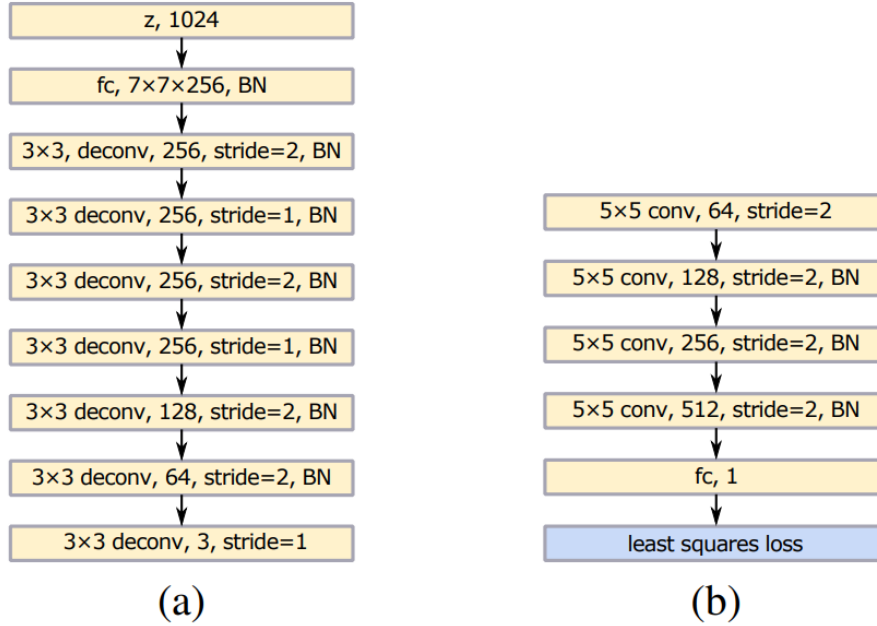 z, 1024
fc, 7×7×256, BN
3×3, deconv, 256, stride=2, BN
3×3 deconv, 256, stride=1, BN
3×3 deconv, 256, stride=2, BN
3×3 deconv, 256, stride=1, BN
3×3 deconv, 128, stride=2, BN
3×3 deconv, 64, stride=2, BN
3×3 deconv, 3, stride=1
(a)
5×5 conv, 64, stride=2
5×5 conv, 128, stride=2, BN
5×5 conv, 256, stride=2, BN
5×5 conv, 512, stride=2, BN
fc, 1
least squares loss
(b)